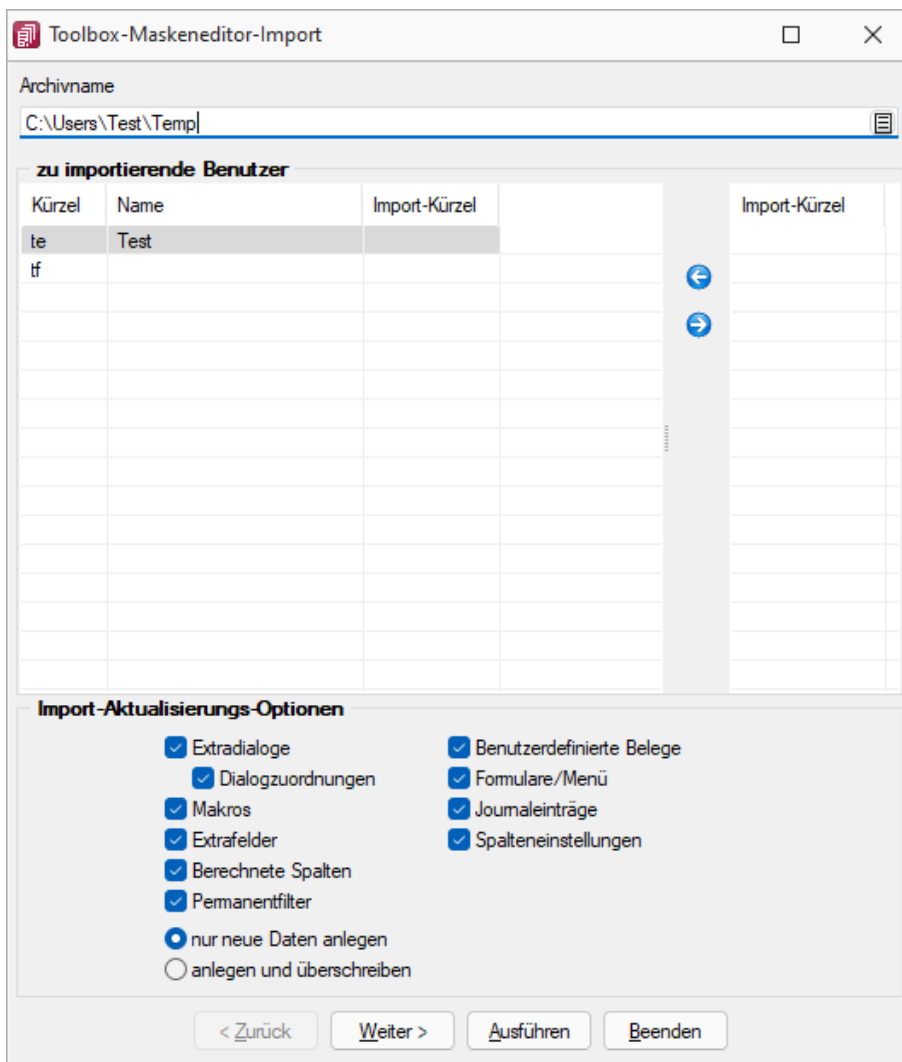 Toolbox-Maskeneditor-Import
Archivname
C:\Users\Test\Temp
zu importierende Benutzer
Kürzel Name Import-Kürzel Import-Kürzel
te Test
tf
Import-Aktualisierungs-Optionen
Extradialoge Benutzerdefinierte Belege
Dialogzuordnungen Formulare/Menü
Makros Journaleinträge
Extrafelder Spalteneinstellungen
Berechnete Spalten
Permanentfilter
nur neue Daten anlegen
anlegen und überschreiben
< Zurück Weiter > Ausführen Beenden